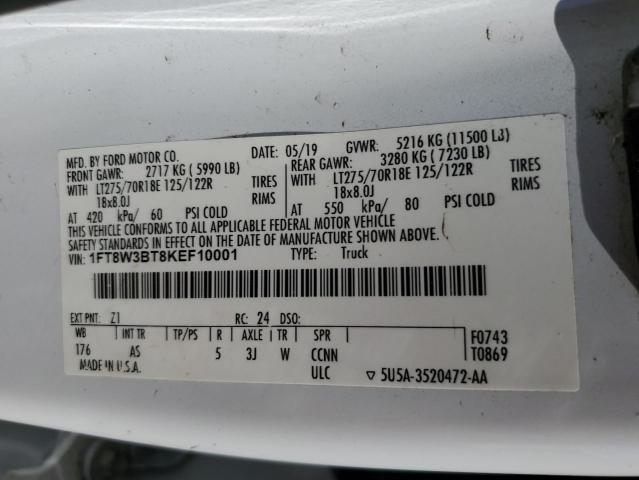 MFD. BY FORD MOTOR CO. DATE: 05/19 GVWR: 5216 KG (11500 LB)
FRONT GAWR: 2717 KG (5990 LB) REAR GAWR: 3280 KG (7230 LB)
WITH LT275/70R18E 125/122R TIRES WITH LT275/70R18E 125/122R TIRES
18x8.0J RIMS 18x8.0J RIMS
AT 420 kPa/ 60 PSI COLD AT 550 kPa/ 80 PSI COLD
THIS VEHICLE CONFORMS TO ALL APPLICABLE FEDERAL MOTOR VEHICLE
SAFETY STANDARDS IN EFFECT ON THE DATE OF MANUFACTURE SHOWN ABOVE.
VIN: 1FT8W3BT8KEF10001 TYPE: Truck
EXT PNT: Z1 RC: 24 DSO:
WB INT TR TP/PS R AXLE TR SPR F0743
176 AS 5 3J W CCNN T0869
MADE IN U.S.A. ULC ▽ 5U5A-3520472-AA